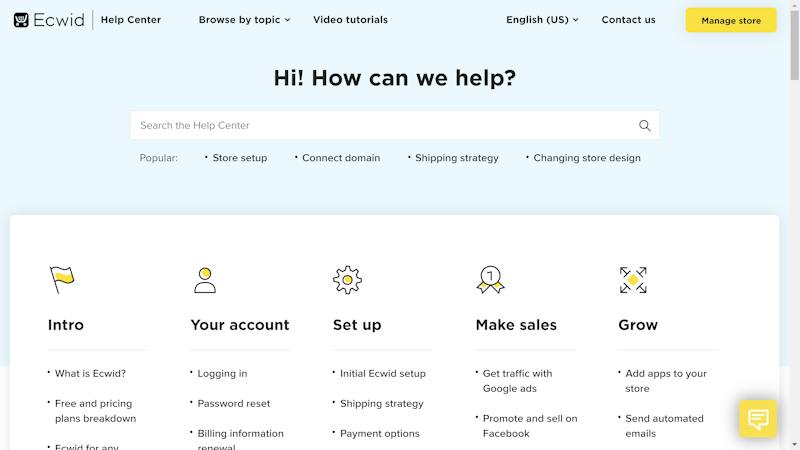 Ecwid Help Center Browse by topic Video tutorials English (US) Contact us Manage store
Hi! How can we help?
Search the Help Center
Popular: • Store setup • Connect domain • Shipping strategy • Changing store design
1
Intro
• What is Ecwid?
• Free and pricing
plans breakdown
• Ecwid for any
Your account
• Logging in
• Password reset
• Billing information
renewal
Set up
• Initial Ecwid setup
• Shipping strategy
• Payment options
Make sales
• Get traffic with
Google ads
• Promote and sell on
Facebook
Grow
• Add apps to your
store
• Send automated
emails